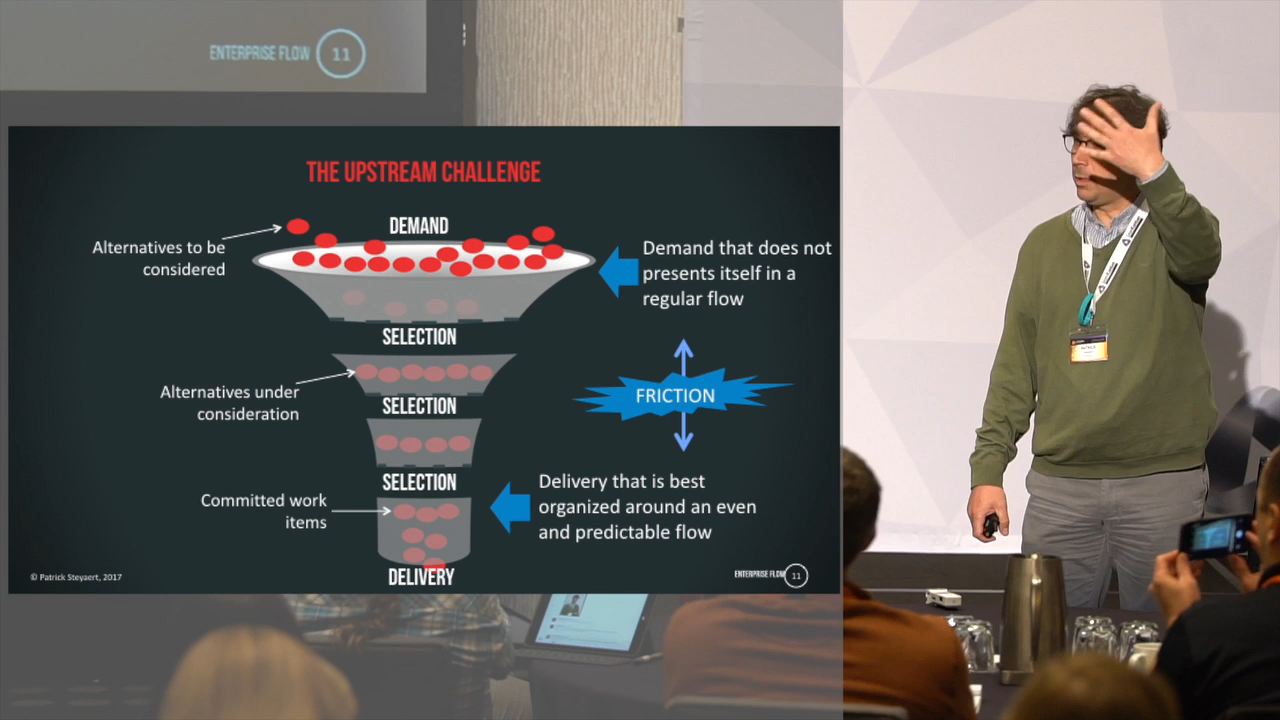 ENTERPRISE FLOW 11
THE UPSTREAM CHALLENGE
DEMAND
Alternatives to be
considered
Demand that does not
presents itself in a
regular flow
SELECTION
Alternatives under
consideration
FRICTION
SELECTION
SELECTION
Committed work
items
Delivery that is best
organized around an even
and predictable flow
DELIVERY
© Patrick Steyaert, 2017
ENTERPRISE FLOW 11